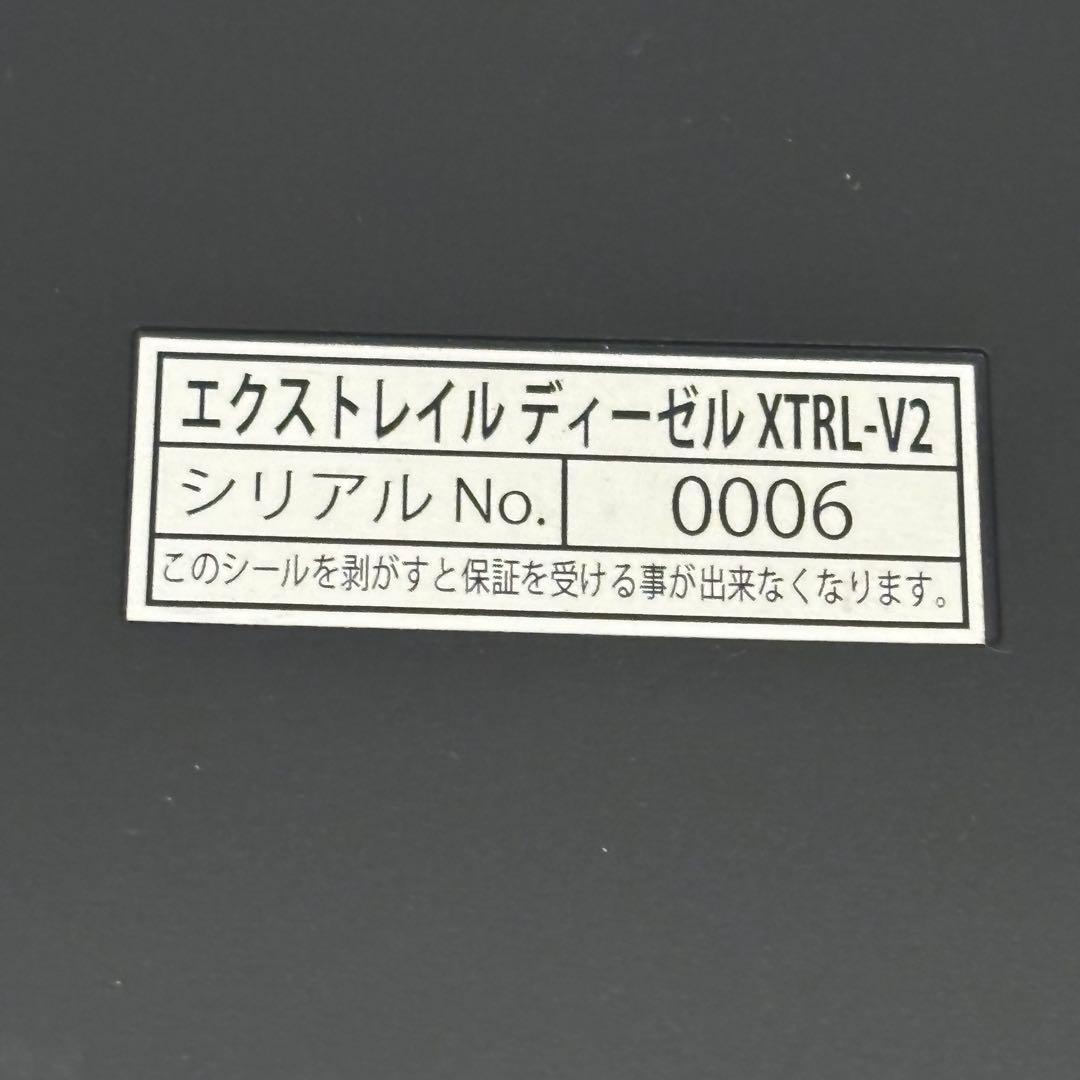 エクストレイル ディーゼル XTRL-V2
シリアル No. 0006
このシールを剥がすと保証を受ける事が出来なくなります。